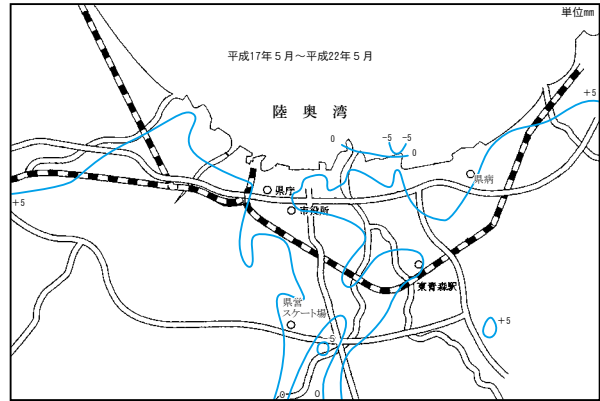 単位mm
平成17年5月～平成22年5月
陸奥湾
+5
0
-5
-5
0
県病
県庁
+5
市役所
東青森駅
県営
スケート場
+5
-5
0
0